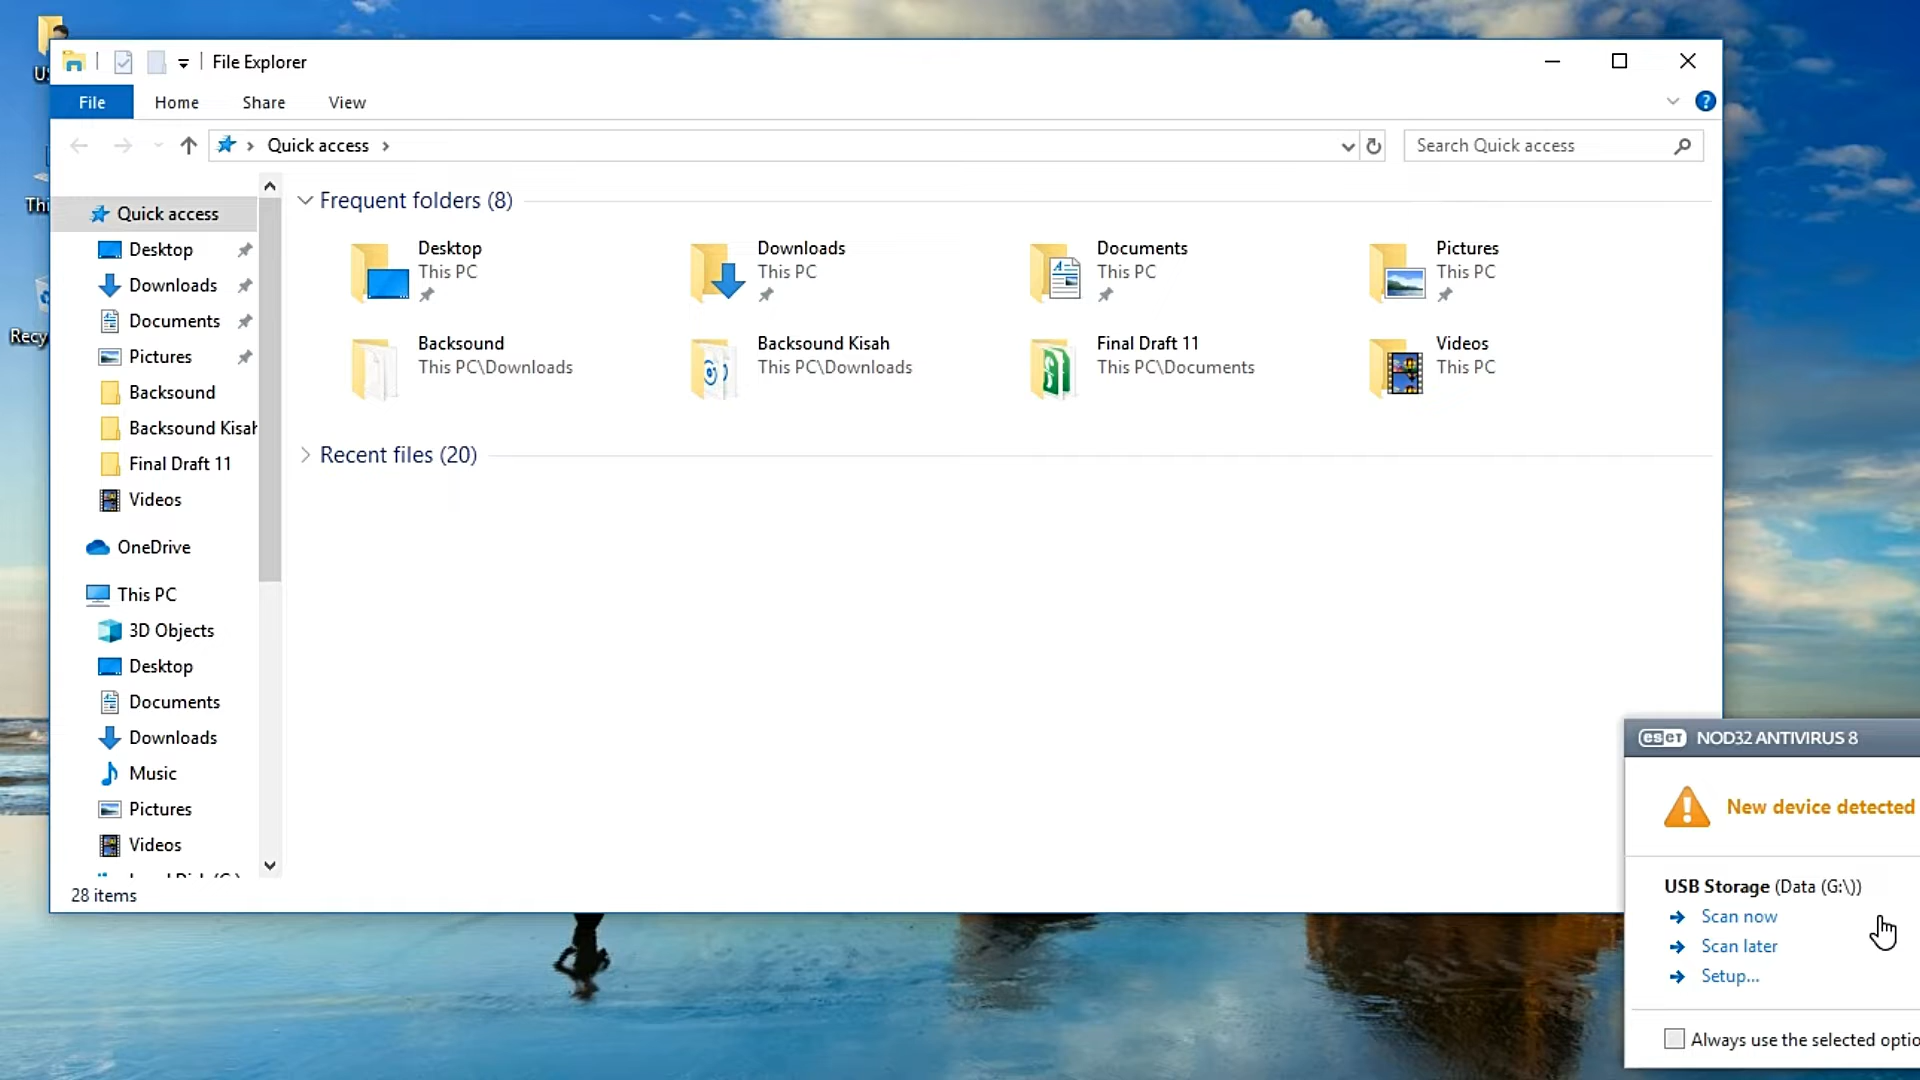 File Explorer
File
Home
Share
View
Quick access
Search Quick access
Quick access
Desktop
Downloads
Documents
Pictures
Backsound
Backsound Kisah
Final Draft 11
Videos
OneDrive
This PC
3D Objects
Desktop
Documents
Downloads
Music
Pictures
Videos
28 items
Frequent folders (8)
Desktop
This PC
Downloads
This PC
Documents
This PC
Pictures
This PC
Backsound
This PC\Downloads
Backsound Kisah
This PC\Downloads
Final Draft 11
This PC\Documents
Videos
This PC
Recent files (20)
eset NOD32 ANTIVIRUS 8
New device detected
USB Storage (Data (G:\))
Scan now
Scan later
Setup...
Always use the selected optio
Thi
Recy